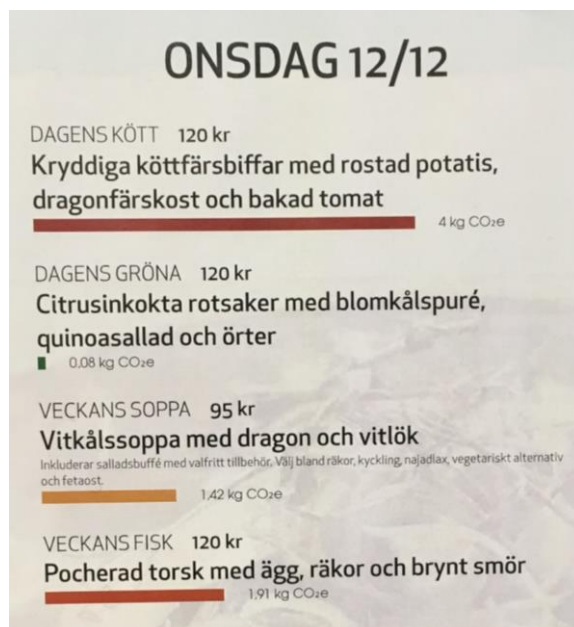 ONSDAG 12/12
DAGENS KÖTT 120 kr
Kryddiga köttfärsbiffar med rostad potatis,
dragonfärskost och bakad tomat
4 kg CO₂e
DAGENS GRÖNA 120 kr
Citrusinkokta rotsaker med blomkålspuré,
quinoasallad och örter
0.08 kg CO₂e
VECKANS SOPPA 95 kr
Vitkålssoppa med dragon och vitlök
Inkluderar salladsbuffé med valfritt tillbehör. Välj bland räkor, kyckling, najadlax, vegetariskt alternativ
och fetaost.
1,42 kg CO₂e
VECKANS FISK 120 kr
Pocherad torsk med ägg, räkor och brynt smör
1.91 kg CO₂e